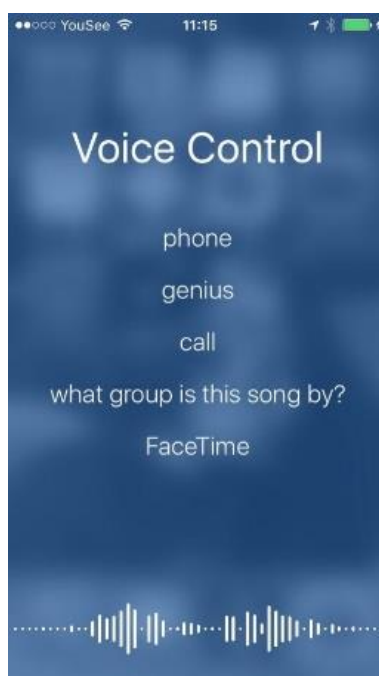 YouSee 11:15
Voice Control
phone
genius
call
what group is this song by?
FaceTime